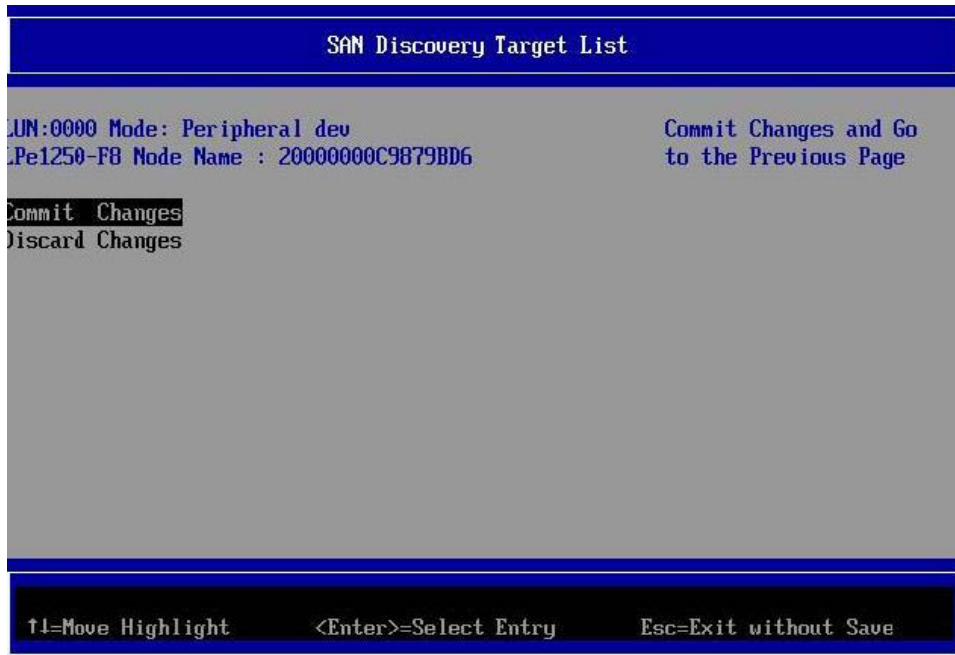 SAN Discovery Target List
LUN:0000 Mode: Peripheral dev
LPe1250-F8 Node Name : 20000000C9879BD6
Commit Changes and Go
to the Previous Page
Commit  Changes
Discard Changes
↑↓=Move Highlight
<Enter>=Select Entry
Esc=Exit without Save